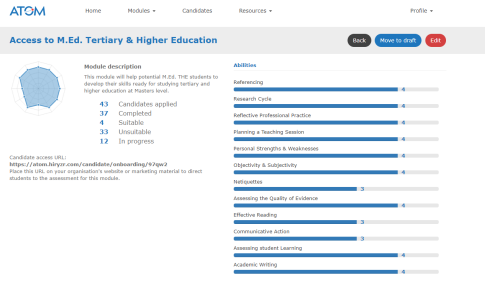 ATOM
Home Modules Candidates Resources Profile
Access to M.Ed. Tertiary & Higher Education
Back Move to draft Edit
Module description
This module will help potential M.Ed. THE students to
develop their skills ready for studying tertiary and
higher education at Masters level.
43 Candidates applied
37 Completed
4 Suitable
33 Unsuitable
12 In progress
Candidate access URL:
https://atom.hiryzr.com/candidate/onboarding/97qw2
Place this URL on your organisation's website or marketing material to direct
students to the assessment for this module.
Abilities
Referencing
4
Research Cycle
4
Reflective Professional Practice
4
Planning a Teaching Session
4
Personal Strengths & Weaknesses
4
Objectivity & Subjectivity
4
Netiquettes
3
Assessing the Quality of Evidence
4
Effective Reading
3
Communicative Action
3
Assessing student Learning
4
Academic Writing
4